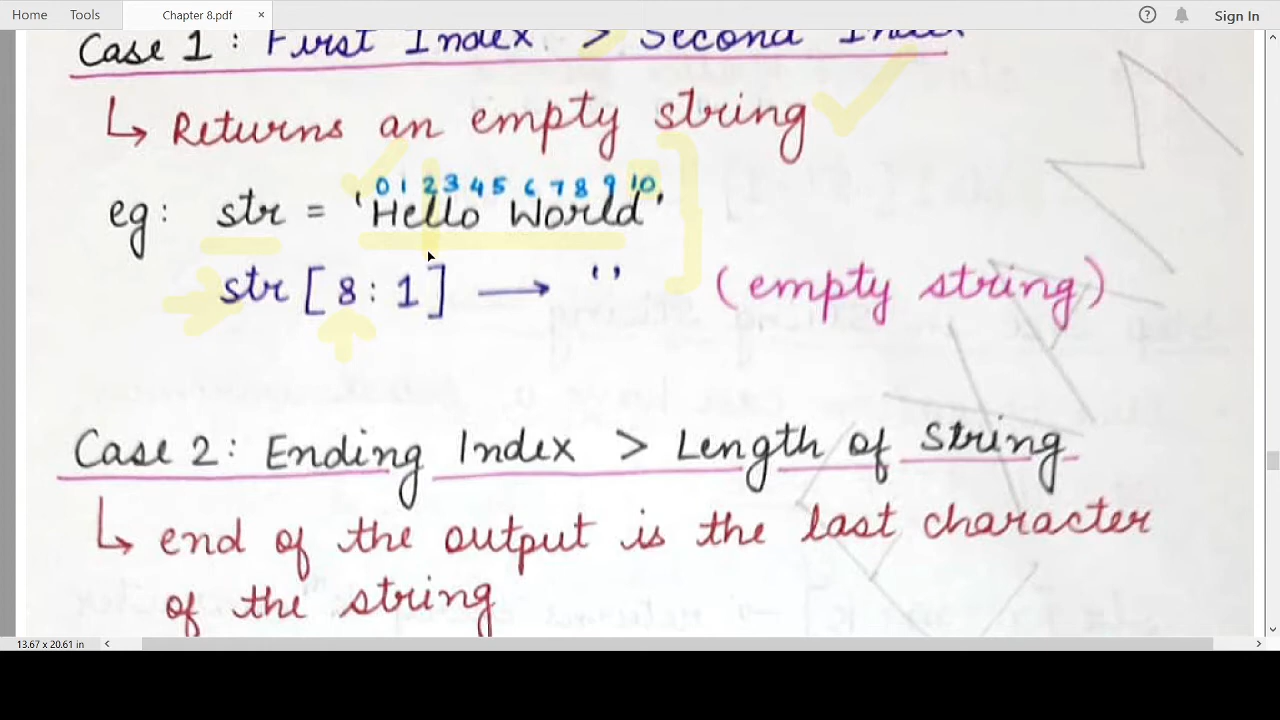 Home Tools Chapter 8.pdf × Sign In
Case 1 : First Index > Second Index
↳ Returns an empty string
0 1 2 3 4 5 6 7 8 9 10
eg: str = 'Hello World'
str [ 8 : 1 ] → '' (empty string)
Case 2 : Ending Index > Length of String
↳ end of the output is the last character
of the string
13.67 x 20.61 in